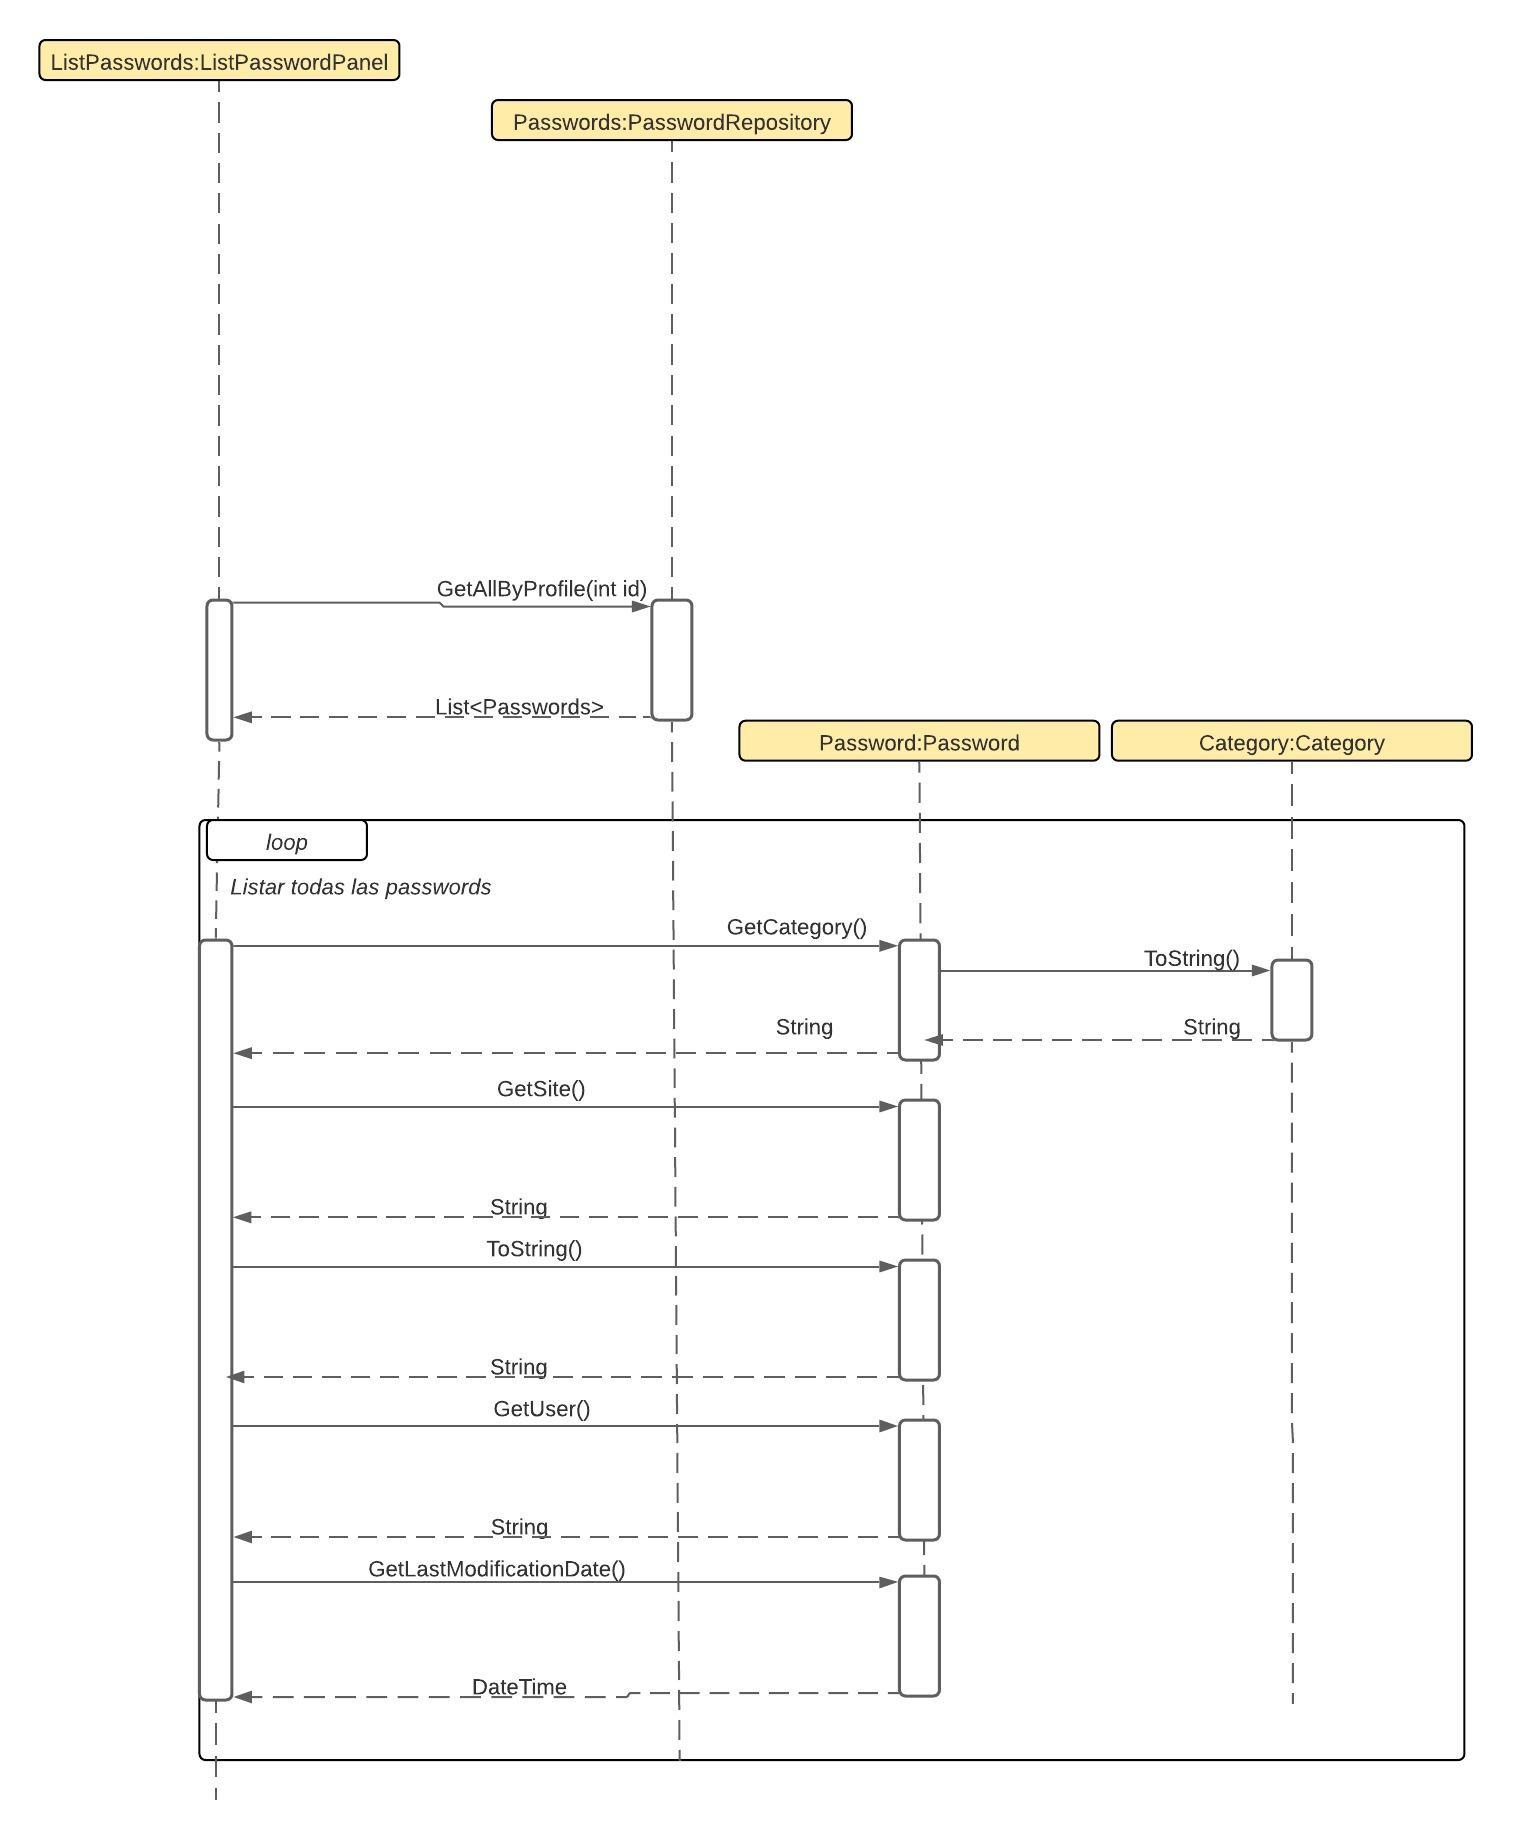 ListPasswords:ListPasswordPanel
Passwords:PasswordRepository
GetAllByProfile(int id)
List<Passwords>
Password:Password
Category:Category
loop
Listar todas las passwords
GetCategory()
ToString()
String
String
GetSite()
String
ToString()
String
GetUser()
String
GetLastModificationDate()
DateTime